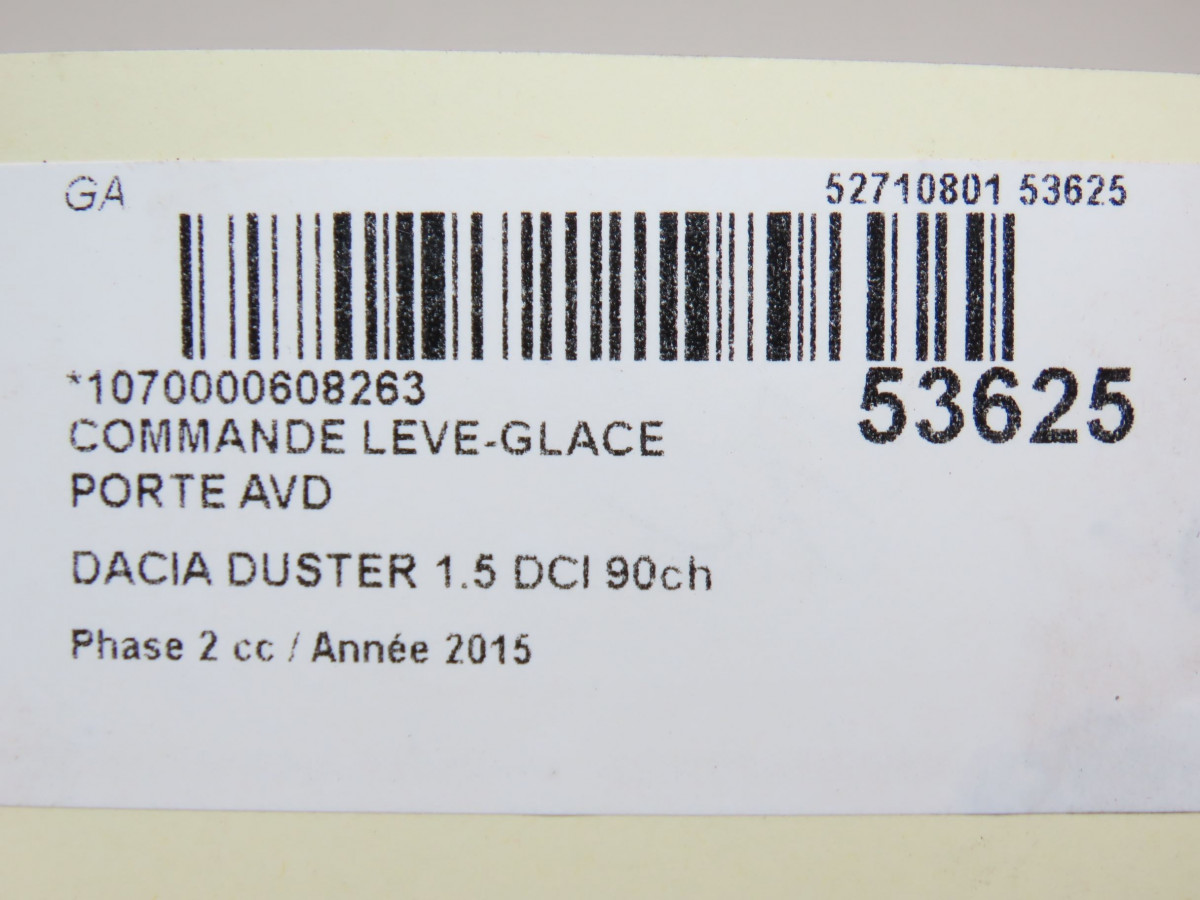 GA 52710801 53625
*1070000608263 53625
COMMANDE LEVE-GLACE
PORTE AVD
DACIA DUSTER 1.5 DCI 90ch
Phase 2 cc / Année 2015